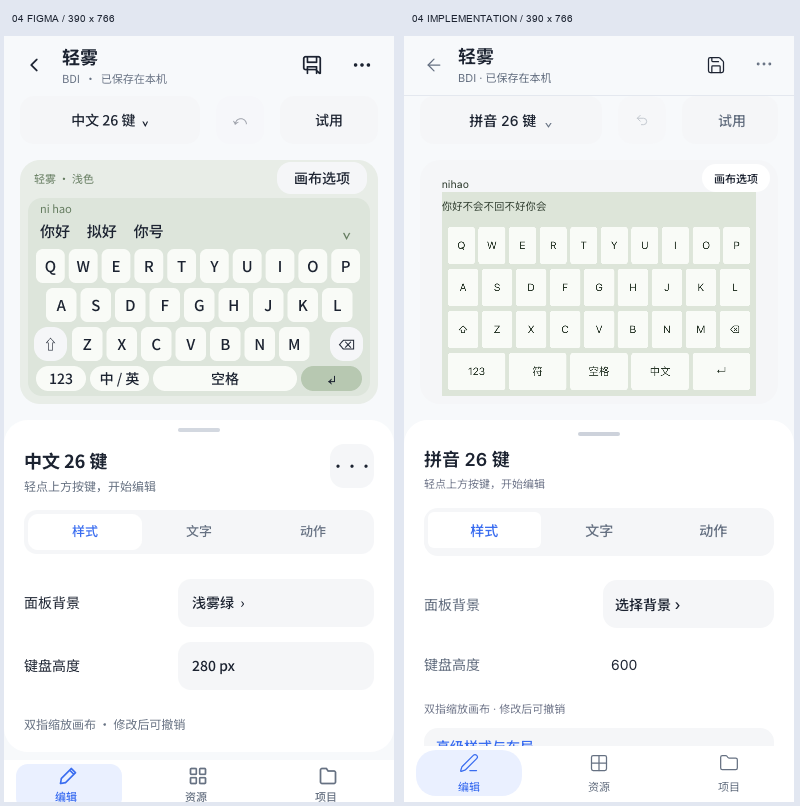 04 FIGMA / 390 x 766
轻雾
BDI • 已保存在本机
中文 26 键
试用
轻雾 • 浅色
画布选项
ni hao
你好 拟好 你号
Q W E R T Y U I O P
A S D F G H J K L
Z X C V B N M
123 中 / 英 空格
中文 26 键
轻点上方按键，开始编辑
样式 文字 动作
面板背景 浅雾绿 ›
键盘高度 280 px
双指缩放画布 • 修改后可撤销
编辑 资源 项目
04 IMPLEMENTATION / 390 x 766
轻雾
BDI · 已保存在本机
拼音 26 键
试用
画布选项
nihao
你好不会不回不好你会
Q W E R T Y U I O P
A S D F G H J K L
Z X C V B N M
123 符 空格 中文
拼音 26 键
轻点上方按键，开始编辑
样式 文字 动作
面板背景 选择背景 ›
键盘高度 600
双指缩放画布 · 修改后可撤销
高级样式与布局
编辑 资源 项目